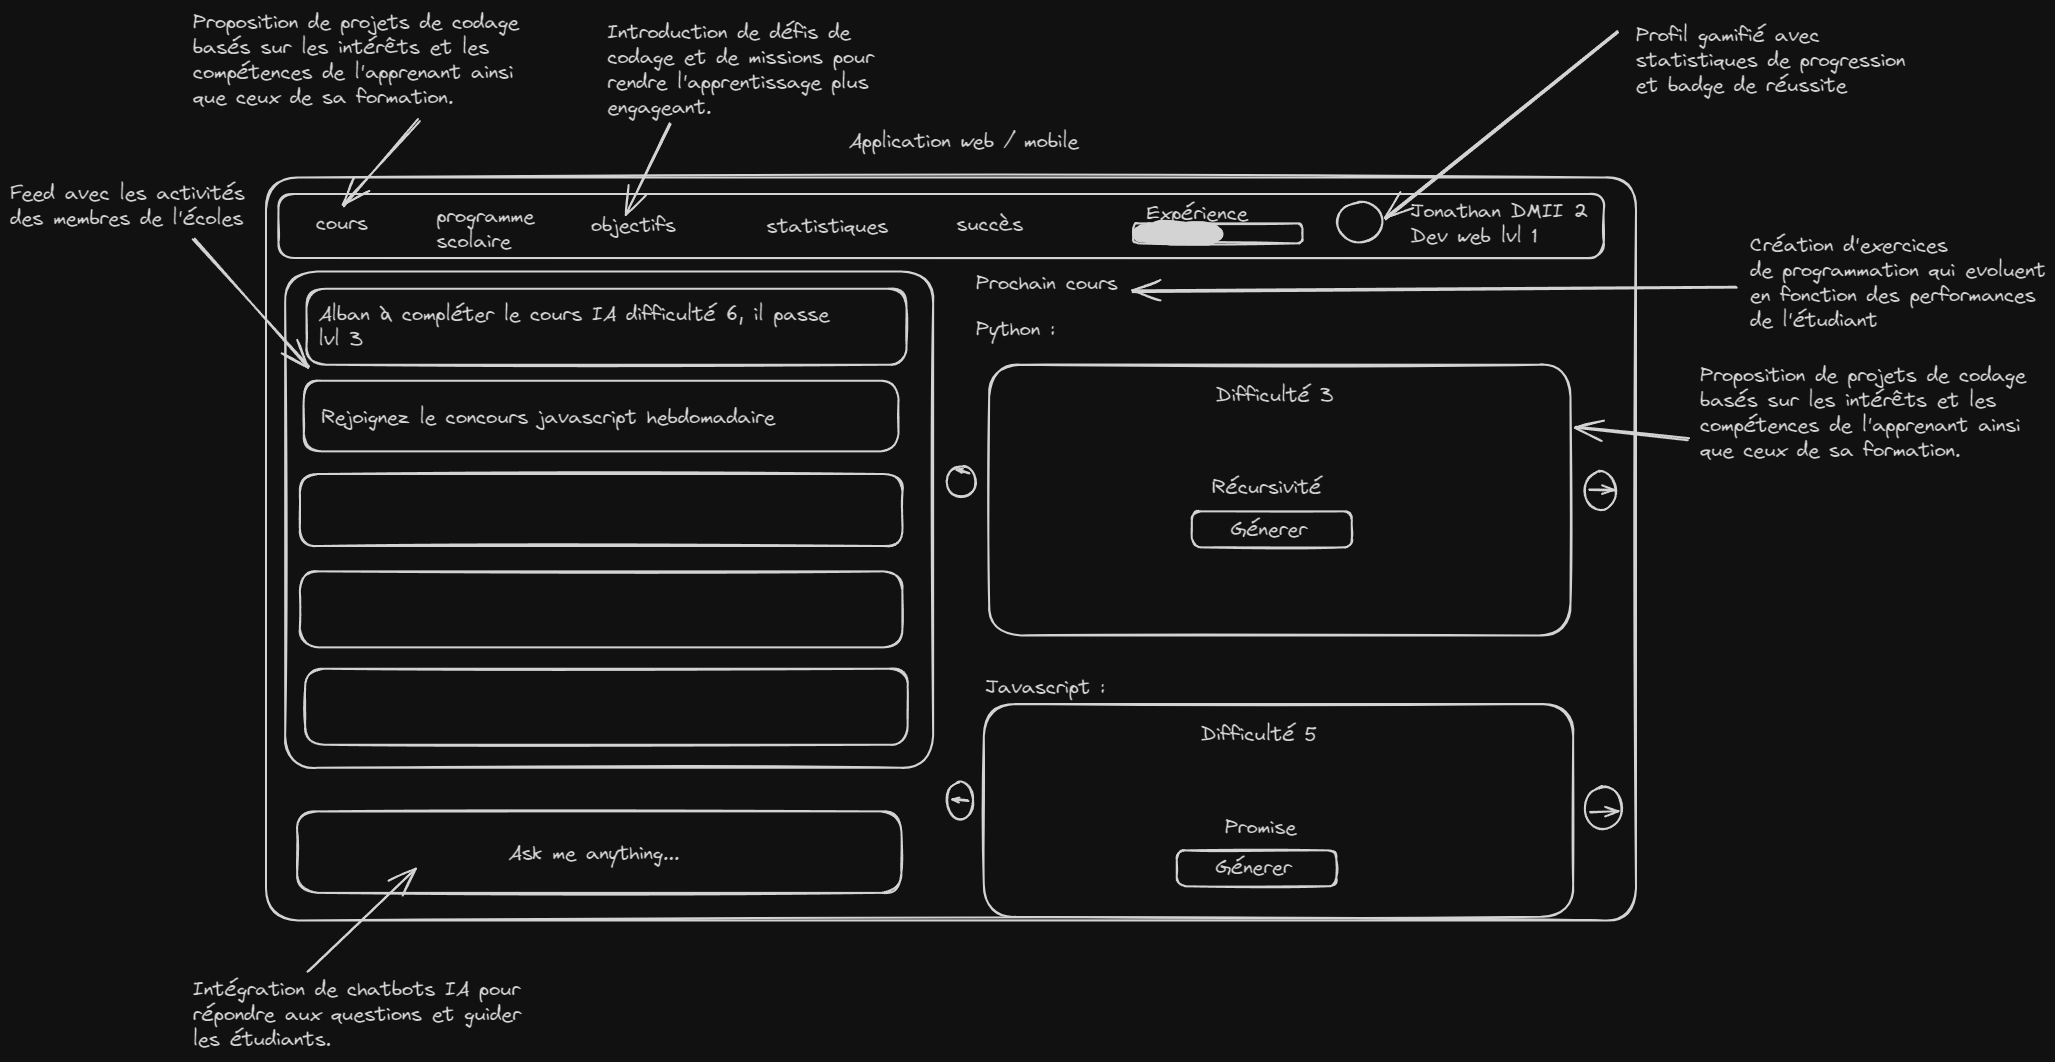 Proposition de projets de codage
basés sur les intérêts et les
compétences de l'apprenant ainsi
que ceux de sa formation.
Introduction de défis de
codage et de missions pour
rendre l'apprentissage plus
engageant.
Profil gamifié avec
statistiques de progression
et badge de réussite
Application web / mobile
Feed avec les activités
des membres de l'écoles
cours
programme
scolaire
objectifs
statistiques
succès
Expérience
Jonathan DMII 2
Dev web lvl 1
Création d'exercices
de programmation qui evoluent
en fonction des performances
de l'étudiant
Prochain cours
Python :
Alban à compléter le cours IA difficulté 6, il passe
lvl 3
Rejoignez le concours javascript hebdomadaire
Difficulté 3
Récursivité
Génerer
Proposition de projets de codage
basés sur les intérêts et les
compétences de l'apprenant ainsi
que ceux de sa formation.
Javascript :
Difficulté 5
Promise
Génerer
Ask me anything...
Intégration de chatbots IA pour
répondre aux questions et guider
les étudiants.